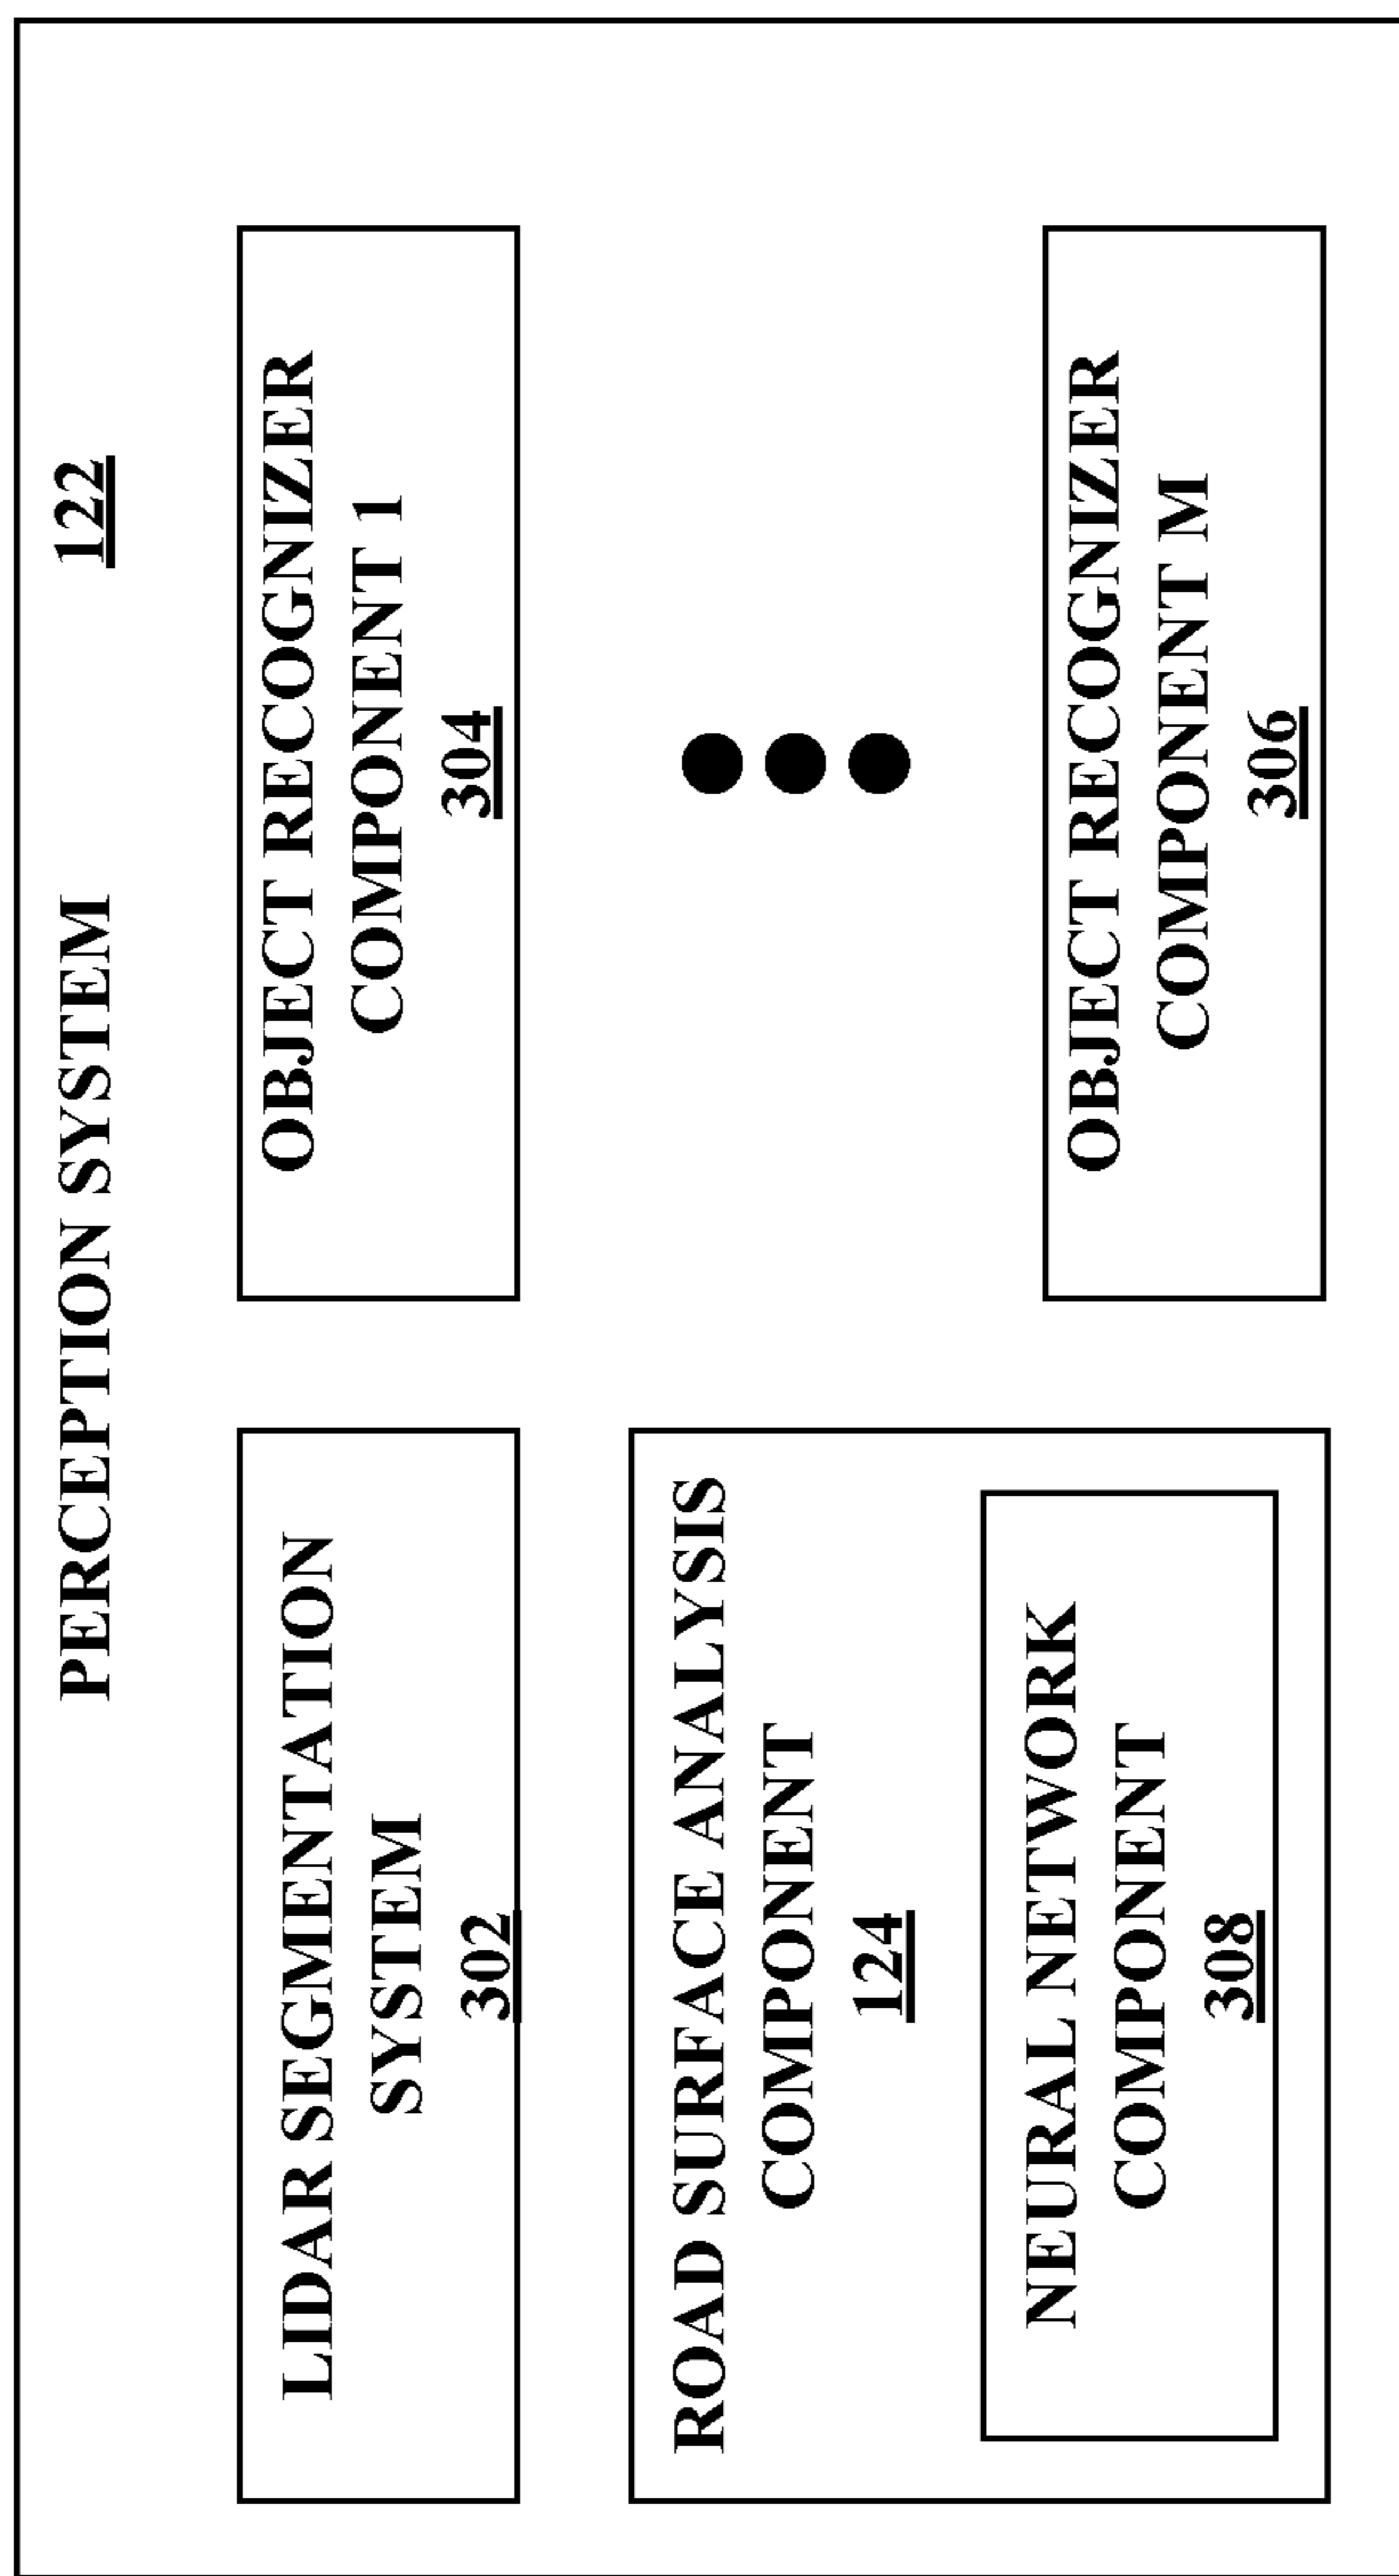 PERCEPTION SYSTEM 122
LIDAR SEGMENTATION
SYSTEM
302
OBJECT RECOGNIZER
COMPONENT 1
304
ROAD SURFACE ANALYSIS
COMPONENT
124
NEURAL NETWORK
COMPONENT
308
OBJECT RECOGNIZER
COMPONENT M
306